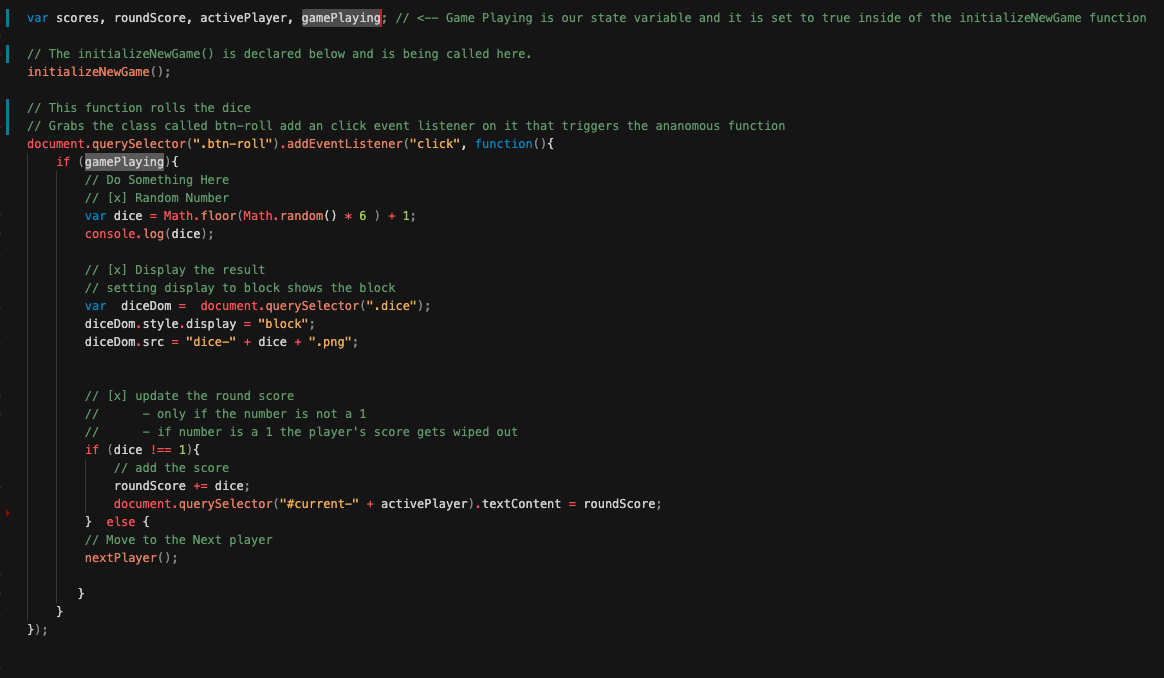 var scores, roundScore, activePlayer, gamePlaying; // <-- Game Playing is our state variable and it is set to true inside of the initializeNewGame function
// The initializeNewGame() is declared below and is being called here.
initializeNewGame();
// This function rolls the dice
// Grabs the class called btn-roll add an click event listener on it that triggers the ananomous function
document.querySelector(".btn-roll").addEventListener("click", function(){
if (gamePlaying){
// Do Something Here
// [x] Random Number
var dice = Math.floor(Math.random() * 6 ) + 1;
console.log(dice);
// [x] Display the result
// setting display to block shows the block
var  diceDom =  document.querySelector(".dice");
diceDom.style.display = "block";
diceDom.src = "dice-" + dice + ".png";
// [x] update the round score
//      - only if the number is not a 1
//      - if number is a 1 the player's score gets wiped out
if (dice !== 1){
// add the score
roundScore += dice;
document.querySelector("#current-" + activePlayer).textContent = roundScore;
}  else {
// Move to the Next player
nextPlayer();
}
}
});